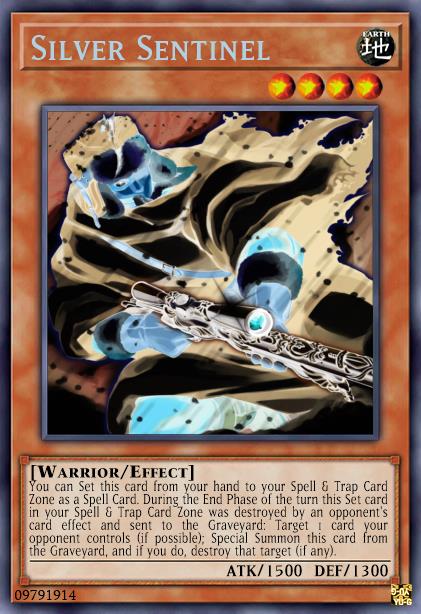 Silver Sentinel
EARTH
地
[Warrior/Effect]
You can Set this card from your hand to your Spell & Trap Card
Zone as a Spell Card. During the End Phase of the turn this Set card
in your Spell & Trap Card Zone was destroyed by an opponent's
card effect and sent to the Graveyard: Target 1 card your
opponent controls (if possible); Special Summon this card from
the Graveyard, and if you do, destroy that target (if any).
ATK/1500 DEF/1300
09791914